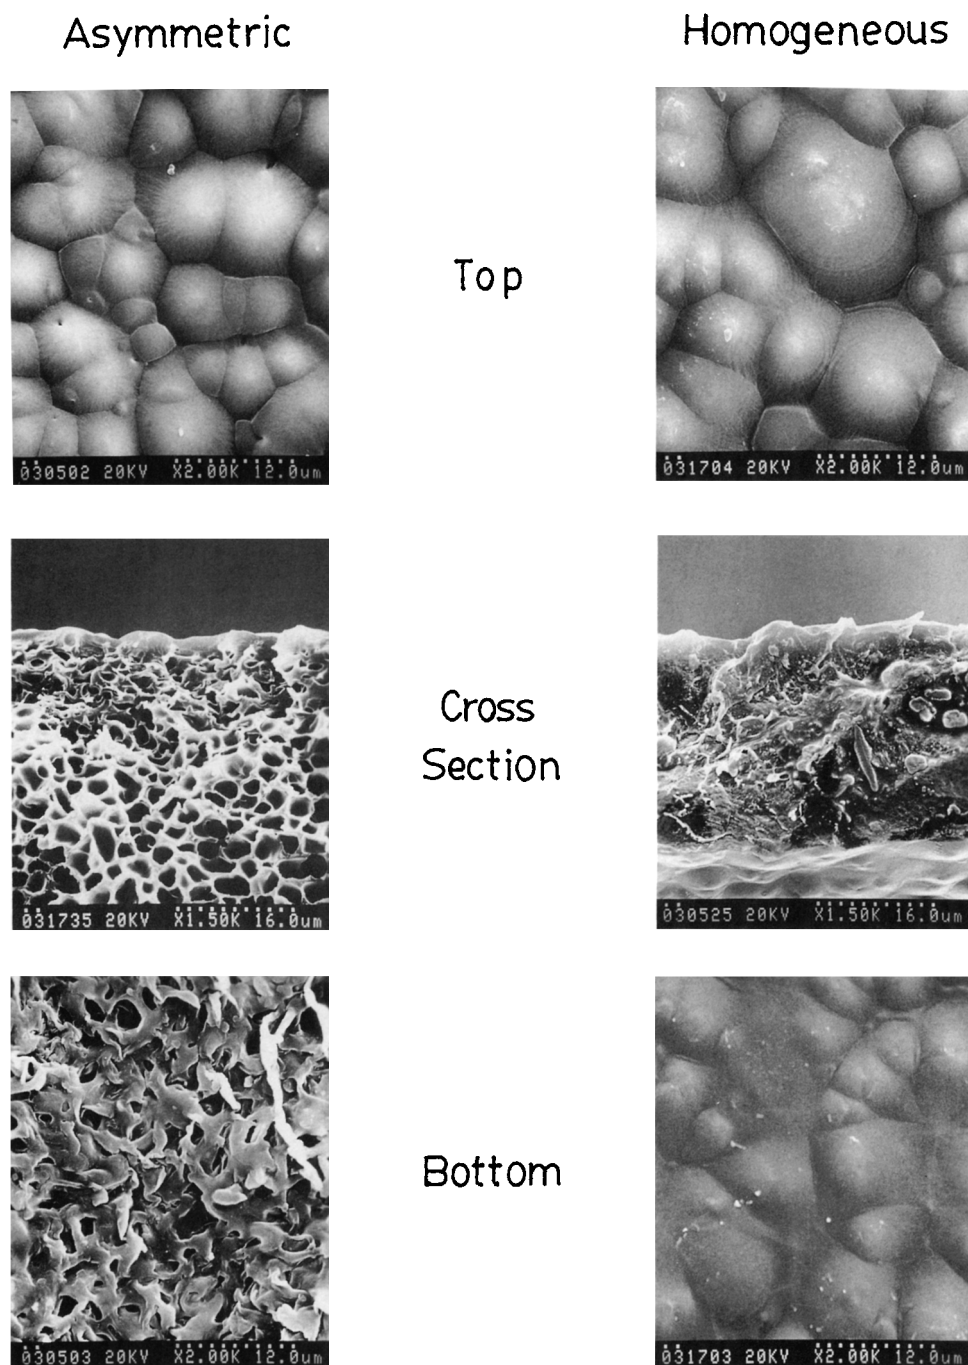 Asymmetric
Homogeneous
030502 20KV X2.00K 12.0um
Top
031704 20KV X2.00K 12.0um
031735 20KV X1.50K 16.0um
Cross
Section
030525 20KV X1.50K 16.0um
030503 20KV X2.00K 12.0um
Bottom
031703 20KV X2.00K 12.0um